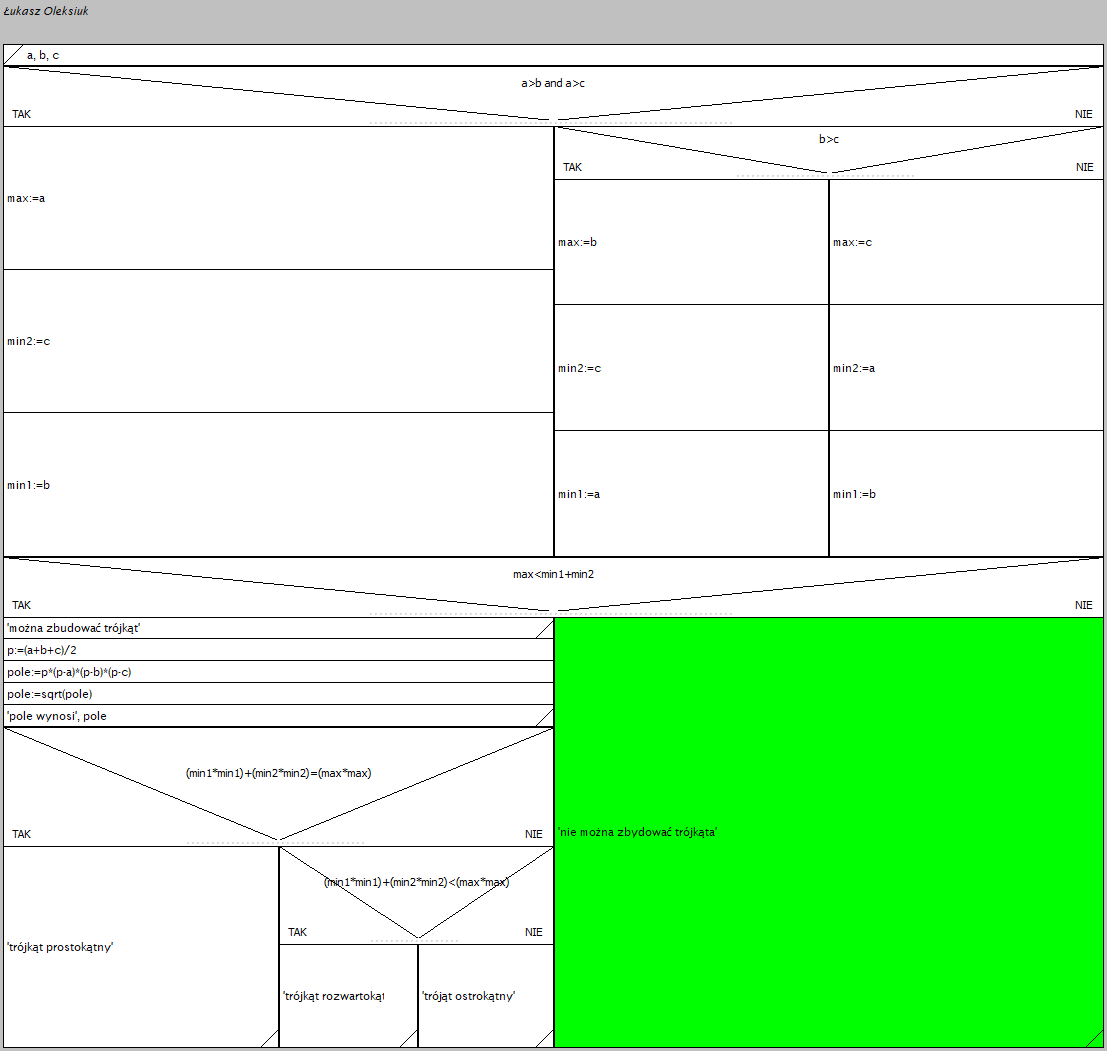 Łukasz Oleksiuk
a, b, c
a>b and a>c
TAK
NIE
b>c
TAK
NIE
max:=a
min2:=c
min1:=b
max:=b
max:=c
min2:=c
min2:=a
min1:=a
min1:=b
max<min1+min2
TAK
NIE
'można zbudować trójkąt'
p:=(a+b+c)/2
pole:=p*(p-a)*(p-b)*(p-c)
pole:=sqrt(pole)
'pole wynosi', pole
(min1*min1)+(min2*min2)=(max*max)
TAK
NIE
'trójkąt prostokątny'
(min1*min1)+(min2*min2)<(max*max)
TAK
NIE
'trójkąt rozwartokąt
'trójąt ostrokątny'
'nie można zbydować trójkąta'